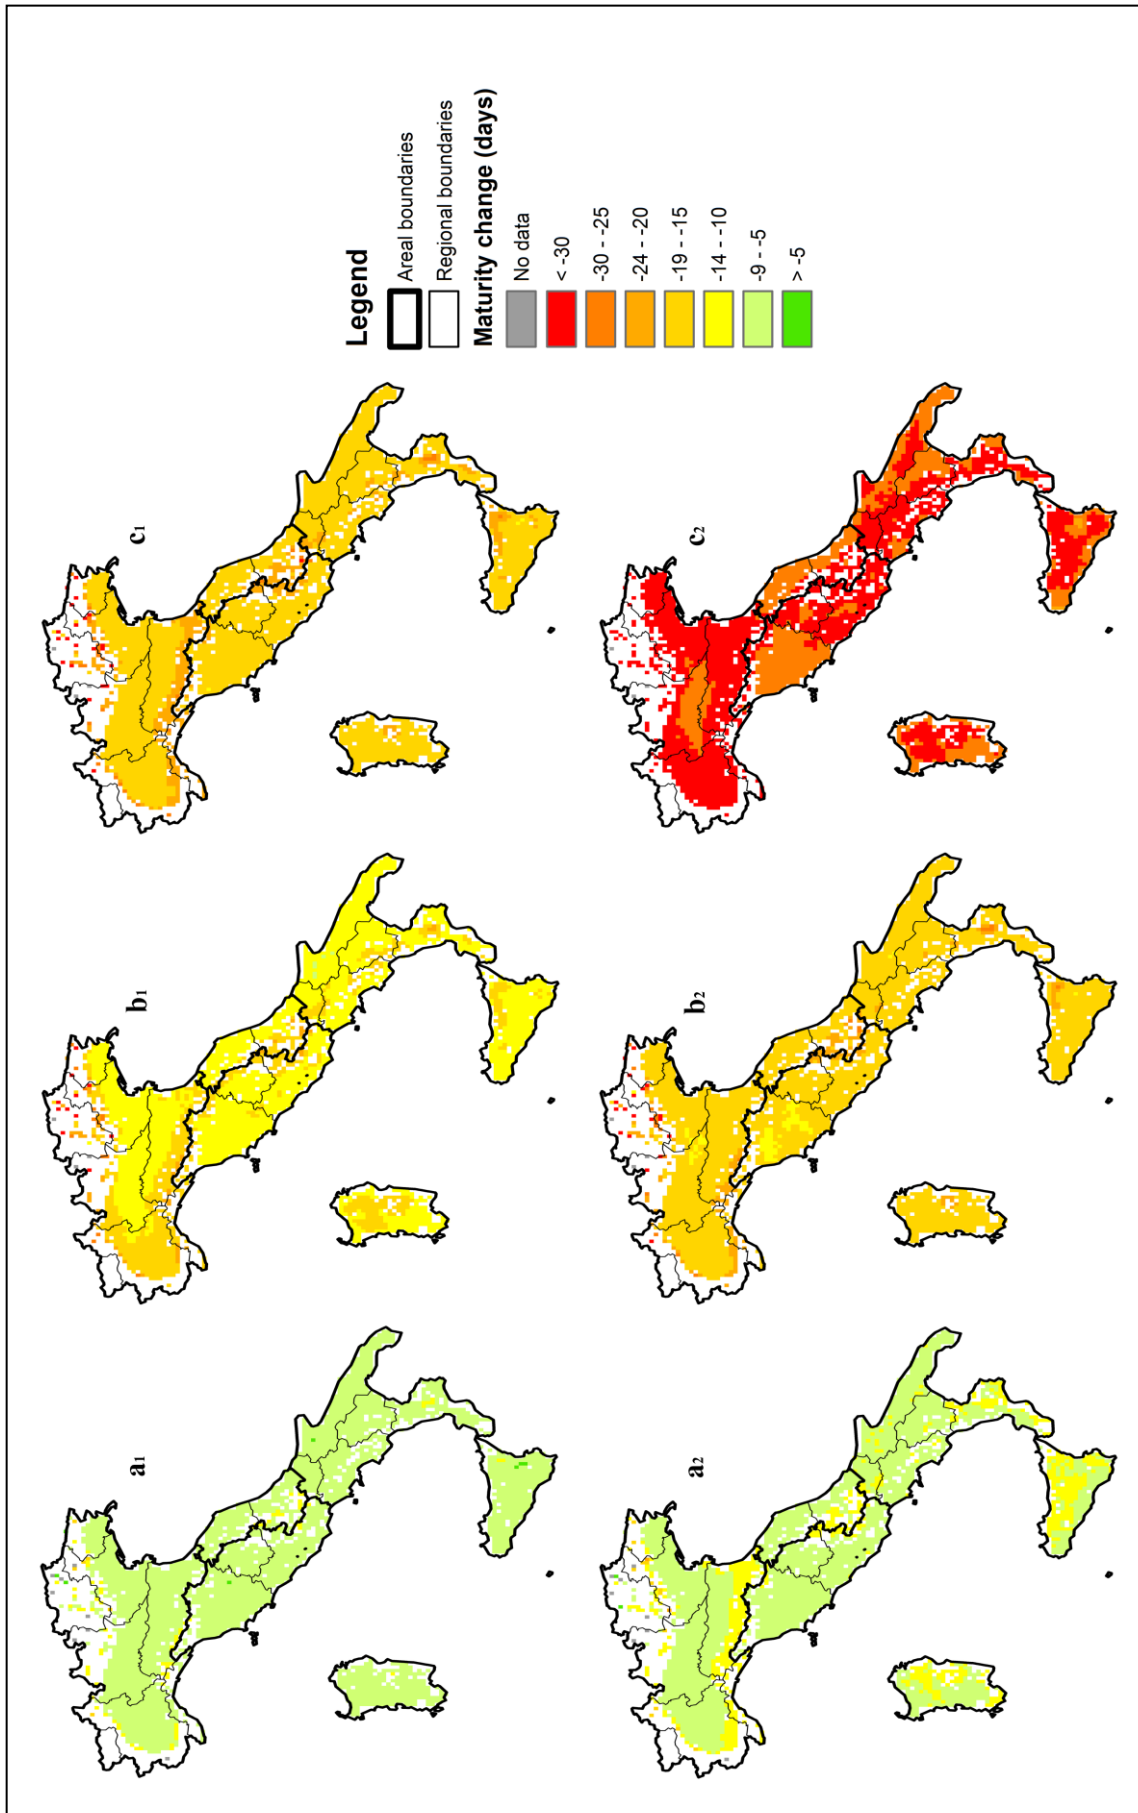 a1
b1
c1
a2
b2
c2
Legend
Areal boundaries
Regional boundaries
Maturity change (days)
No data
< -30
-30 - -25
-24 - -20
-19 - -15
-14 - -10
-9 - -5
> -5